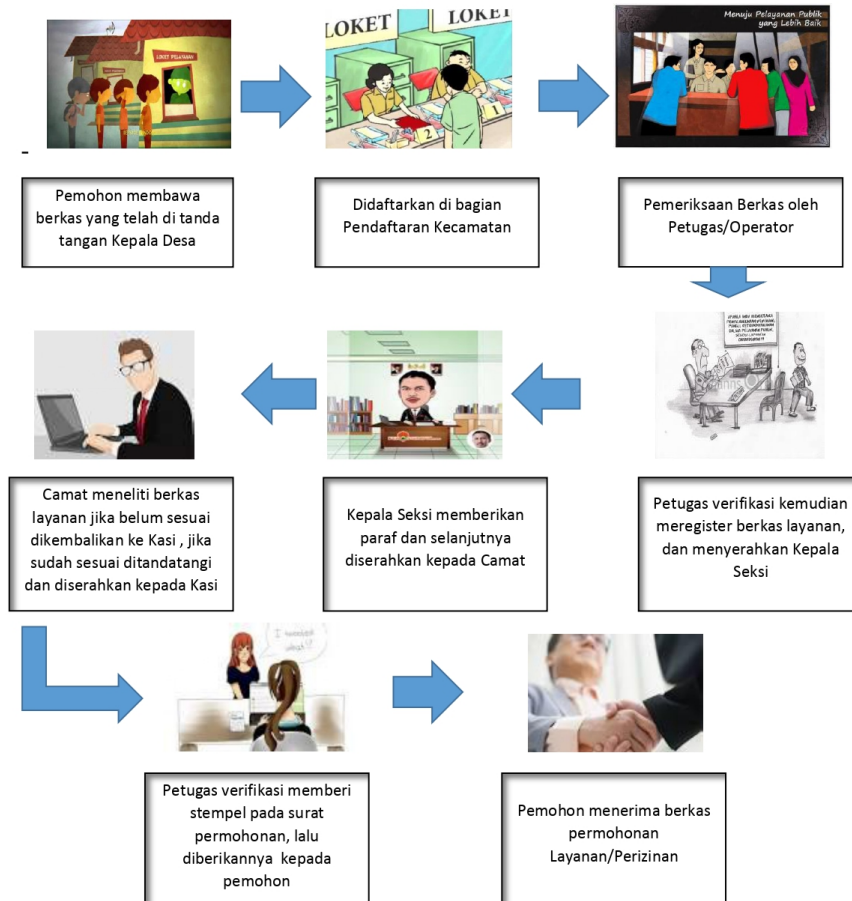 LOKET PELAYANAN
LOKET
LOKET
2
1
Menuju Pelayanan Publik
yang Lebih Baik
-
Pemohon membawa
berkas yang telah di tanda
tangan Kepala Desa
Didaftarkan di bagian
Pendaftaran Kecamatan
Pemeriksaan Berkas oleh
Petugas/Operator
Camat meneliti berkas
layanan jika belum sesuai
dikembalikan ke Kasi , jika
sudah sesuai ditandatangi
dan diserahkan kepada Kasi
Kepala Seksi memberikan
paraf dan selanjutnya
diserahkan kepada Camat
Petugas verifikasi kemudian
meregister berkas layanan,
dan menyerahkan Kepala
Seksi
I wanted
what!?
Petugas verifikasi memberi
stempel pada surat
permohonan, lalu
diberikannya kepada
pemohon
Pemohon menerima berkas
permohonan
Layanan/Perizinan